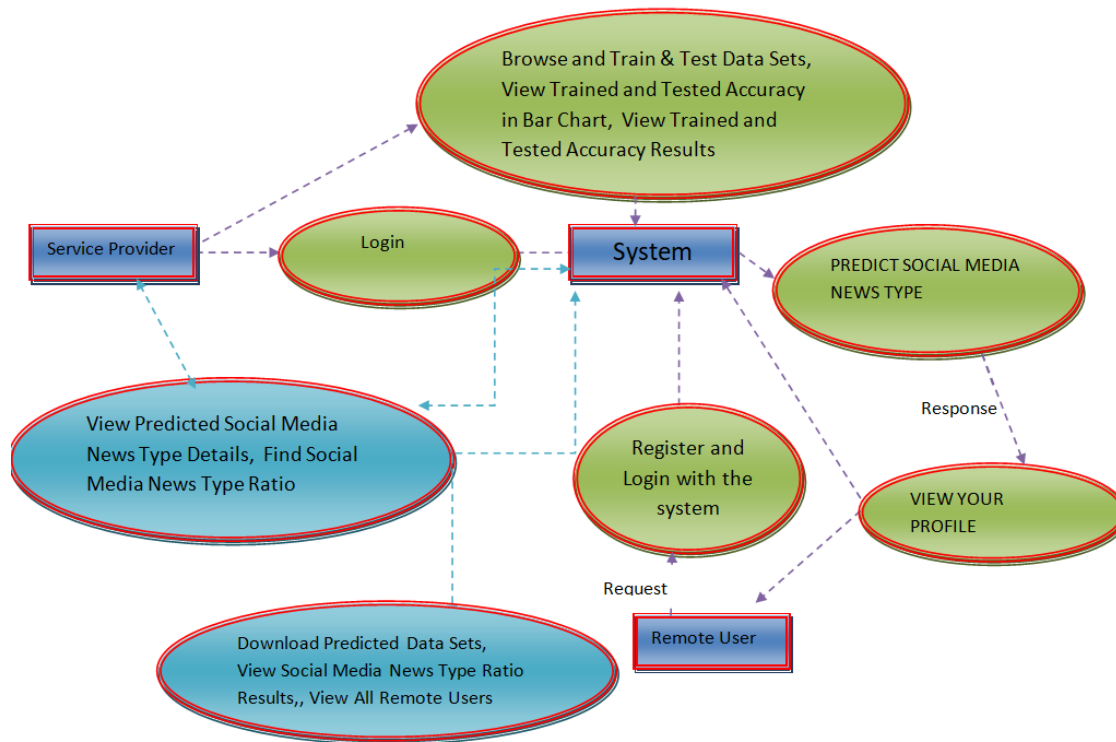 Browse and Train & Test Data Sets,
View Trained and Tested Accuracy
in Bar Chart, View Trained and
Tested Accuracy Results
Service Provider
Login
System
PREDICT SOCIAL MEDIA
NEWS TYPE
Response
View Predicted Social Media
News Type Details, Find Social
Media News Type Ratio
Register and
Login with the
system
VIEW YOUR
PROFILE
Request
Remote User
Download Predicted Data Sets,
View Social Media News Type Ratio
Results,, View All Remote Users